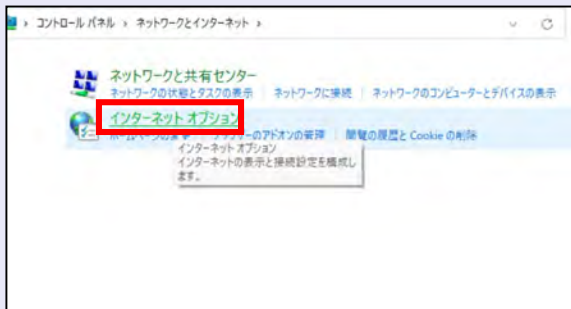 コントロール パネル › ネットワークとインターネット ›
ネットワークと共有センター
ネットワークの状態とタスクの表示 | ネットワークに接続 | ネットワークのコンピューターとデバイスの表示
インターネット オプション
ホームページの変更 | ブラウザーのアドオンの管理 | 閲覧の履歴と Cookie の削除
インターネット オプション
インターネットの表示と接続設定を構成し
ます。